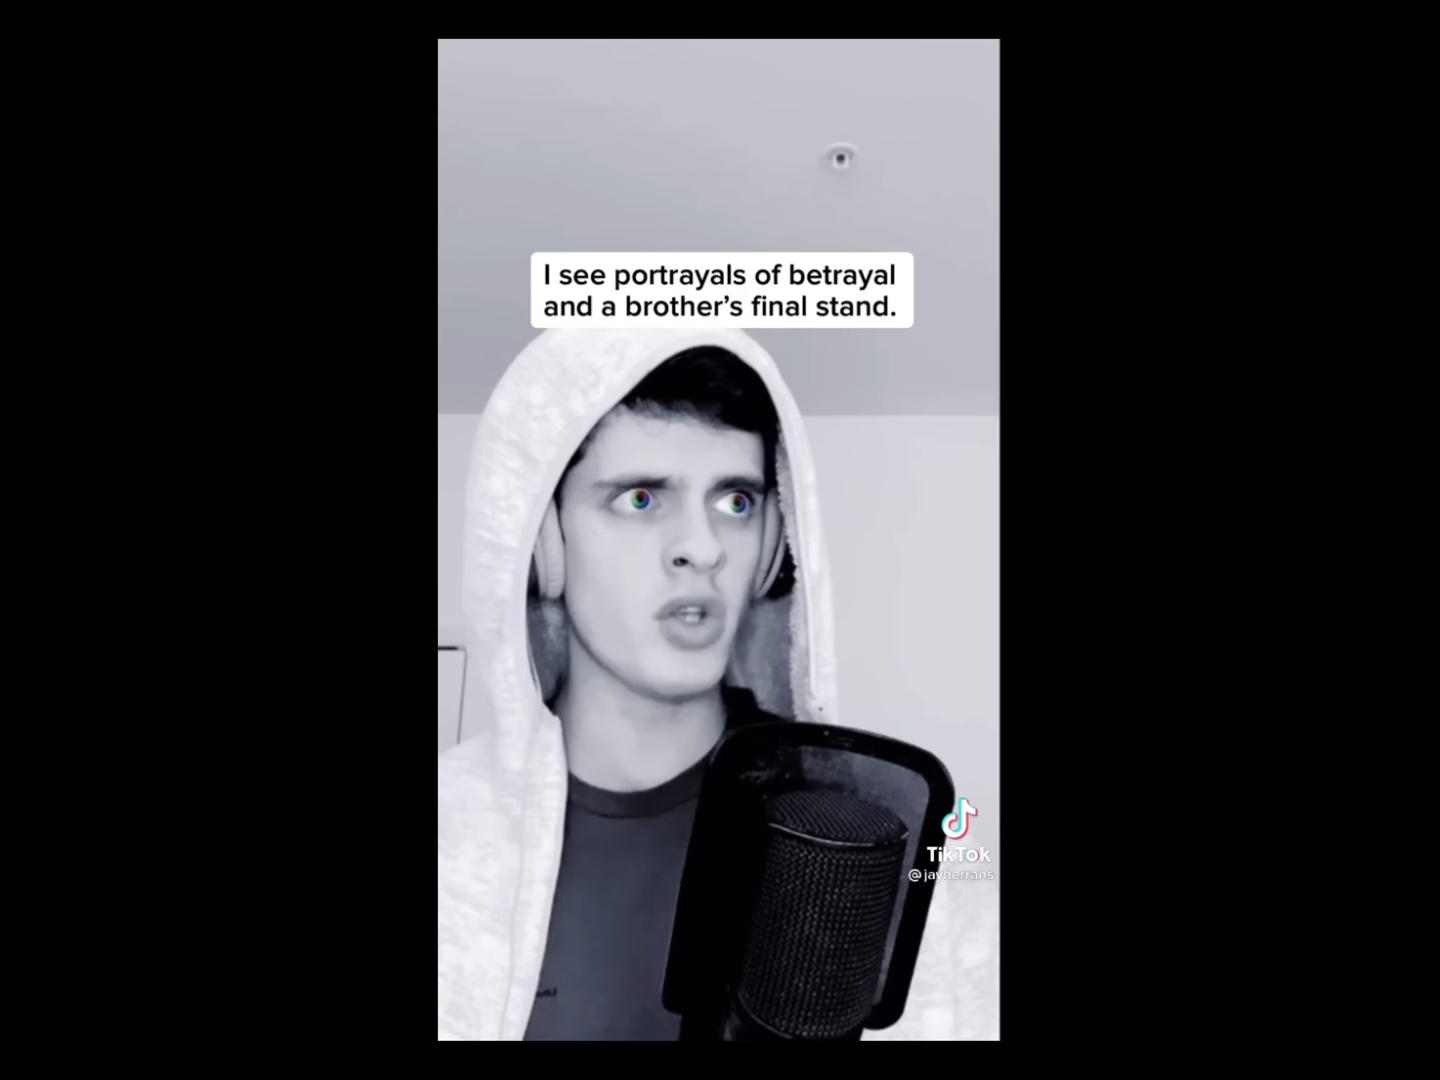 I see portrayals of betrayal
and a brother’s final stand.
TikTok
@jayherrans